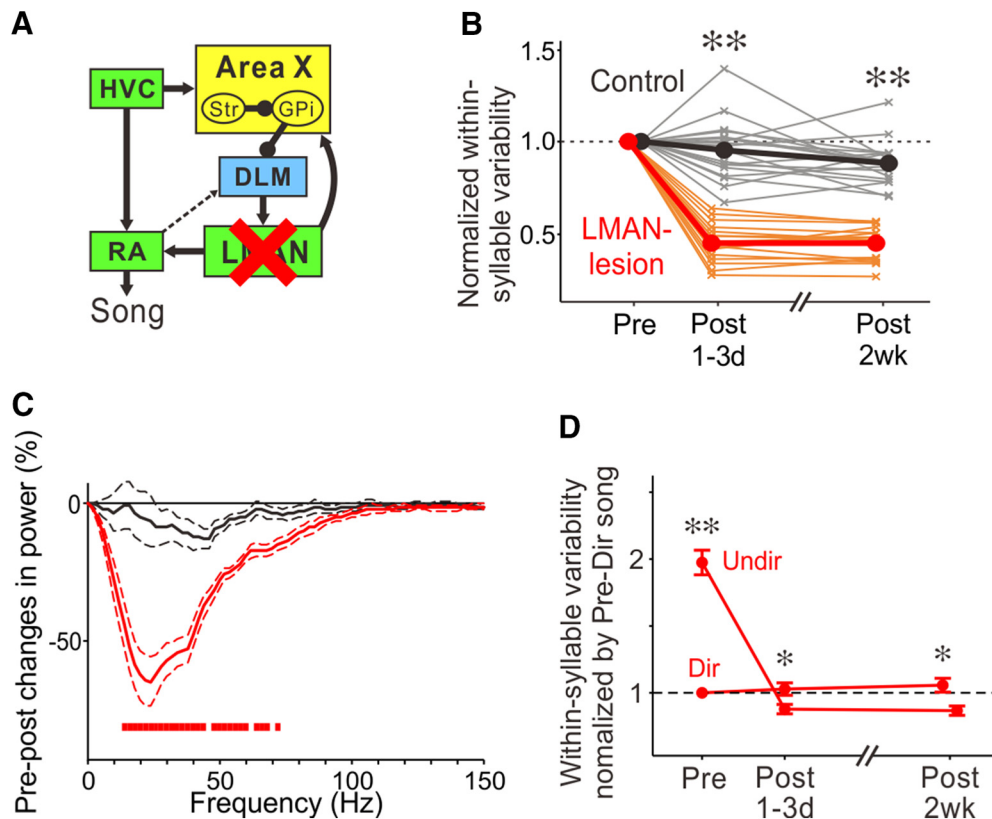 A
HVC
Area X
Str
GPi
DLM
RA
LMAN
Song
B
Normalized within-
syllable variability
1.5
1.0
0.5
**
**
Control
LMAN-
lesion
Pre
Post
1-3d
Post
2wk
C
Pre-post changes in power (%)
0
-50
0
50
100
150
Frequency (Hz)
D
Within-syllable variability
nomalized by Pre-Dir song
2
1
**
Undir
Dir
*
*
Pre
Post
1-3d
Post
2wk